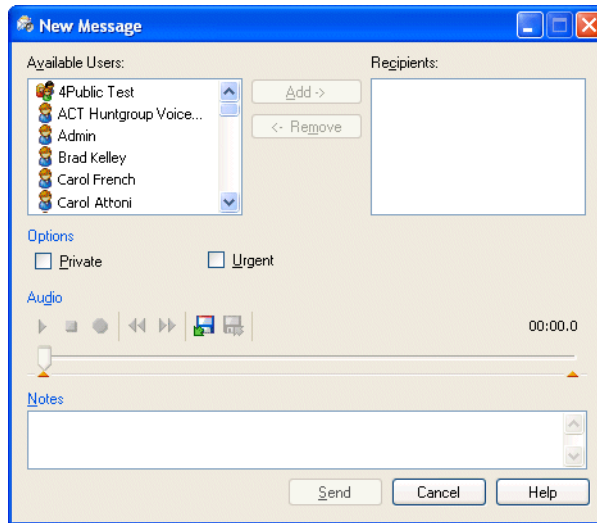 New Message
Available Users:
Recipients:
4Public Test
ACT Huntgroup Voice...
Admin
Brad Kelley
Carol French
Carol Attoni
Add ->
<- Remove
Options
Private
Urgent
Audio
00:00.0
Notes
Send
Cancel
Help